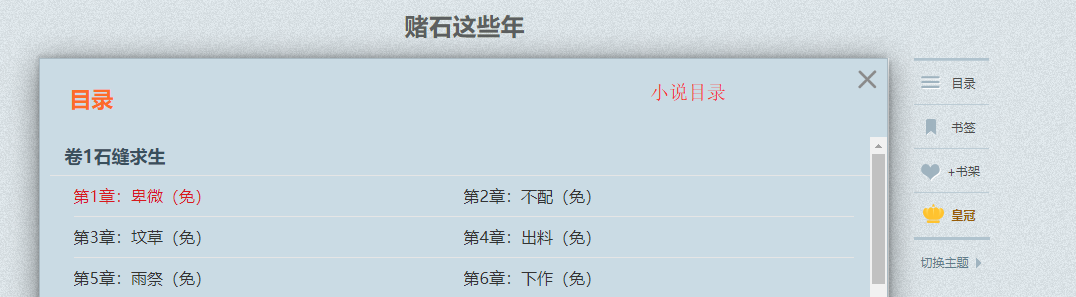 赌石这些年
目录
小说目录
卷1石缝求生
第1章：卑微（免）
第2章：不配（免）
第3章：坟草（免）
第4章：出料（免）
第5章：雨祭（免）
第6章：下作（免）
目录
书签
+书架
皇冠
切换主题